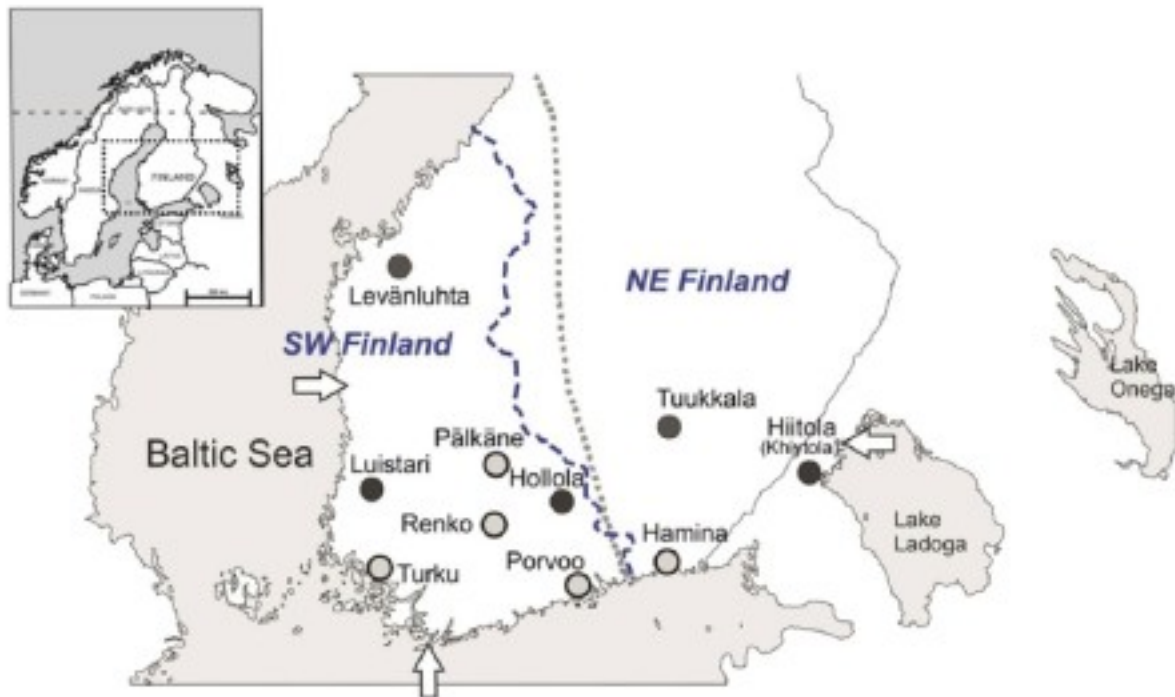 FINLAND
NE Finland
Levänluhta
SW Finland
Lake
Onega
Tuukkala
Hiitola
(Khiytola)
Pälkäne
Baltic Sea
Luistari
Hollola
Renko
Hamina
Lake
Ladoga
Porvoo
Turku